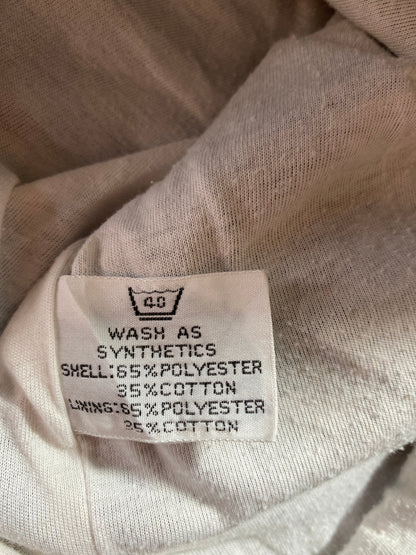 40
WASH AS
SYNTHETICS
SHELL:65%POLYESTER
35%COTTON
LINING:65%POLYESTER
35%COTTON